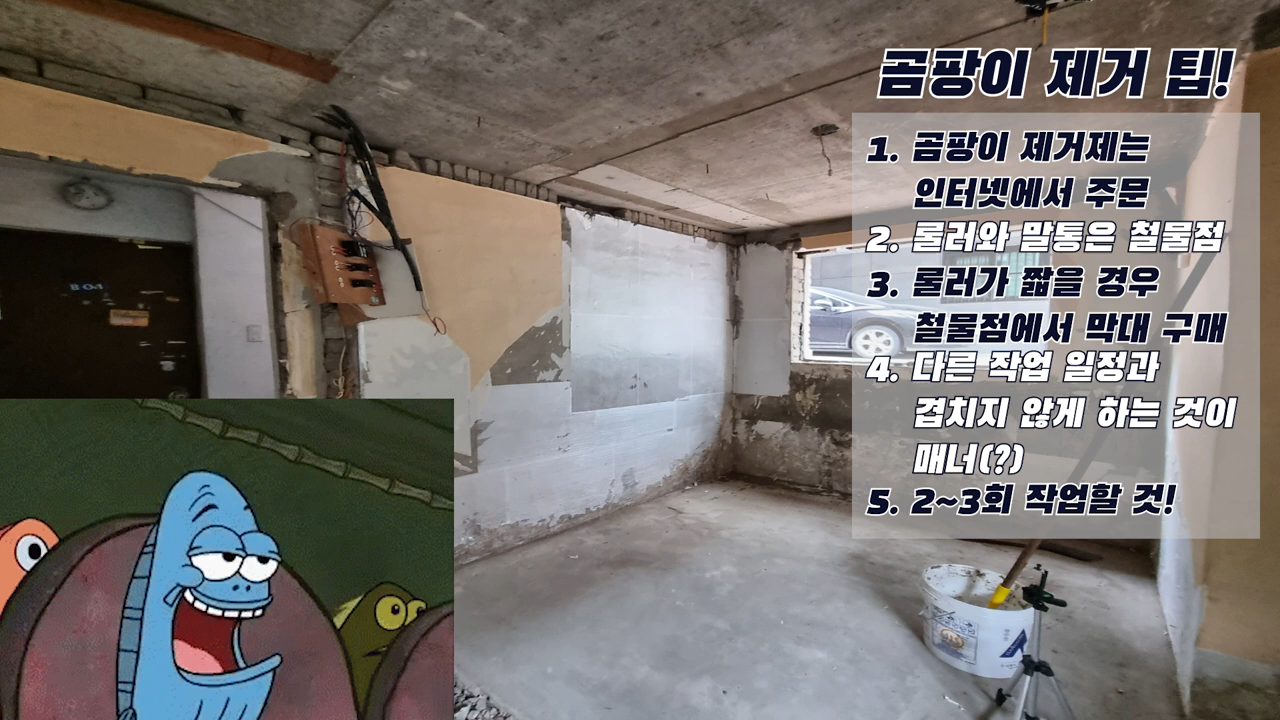 곰팡이 제거 팁!
1. 곰팡이 제거제는
인터넷에서 주문
2. 롤러와 말통은 철물점
3. 롤러가 짧을 경우
철물점에서 막대 구매
4. 다른 작업 일정과
겹치지 않게 하는 것이
매너(?)
5. 2~3회 작업할 것!
B 01